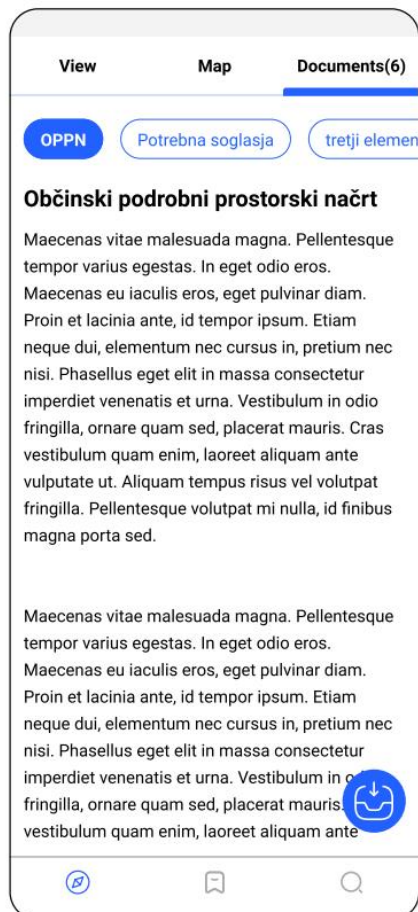 View Map Documents(6)
OPPN Potrebna soglasja tretji elemen
Občinski podrobni prostorski načrt
Maecenas vitae malesuada magna. Pellentesque
tempor varius egestas. In eget odio eros.
Maecenas eu iaculis eros, eget pulvinar diam.
Proin et lacinia ante, id tempor ipsum. Etiam
neque dui, elementum nec cursus in, pretium nec
nisi. Phasellus eget elit in massa consectetur
imperdiet venenatis et urna. Vestibulum in odio
fringilla, ornare quam sed, placerat mauris. Cras
vestibulum quam enim, laoreet aliquam ante
vulputate ut. Aliquam tempus risus vel volutpat
fringilla. Pellentesque volutpat mi nulla, id finibus
magna porta sed.
Maecenas vitae malesuada magna. Pellentesque
tempor varius egestas. In eget odio eros.
Maecenas eu iaculis eros, eget pulvinar diam.
Proin et lacinia ante, id tempor ipsum. Etiam
neque dui, elementum nec cursus in, pretium nec
nisi. Phasellus eget elit in massa consectetur
imperdiet venenatis et urna. Vestibulum in
fringilla, ornare quam sed, placerat mauris.
vestibulum quam enim, laoreet aliquam ante